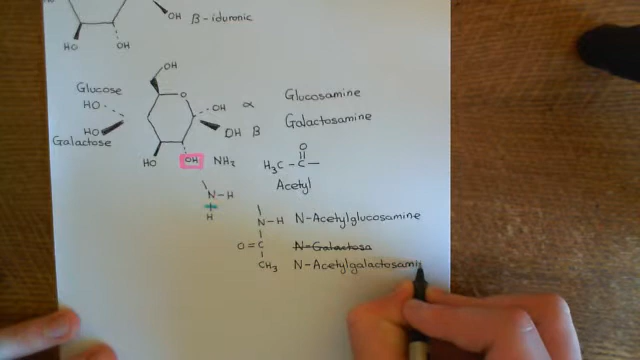 HO
OH β-iduronic
HO OH
OH
Glucose
HO
O
OH α
Glucosamine
HO
OH β
Galactosamine
Galactose
HO
OH
NH₂
O
H₃C-C-
Acetyl
N-H
H
N-H N-Acetylglucosamine
O=C N-Galactosa
CH₃ N-Acetylgalactosami